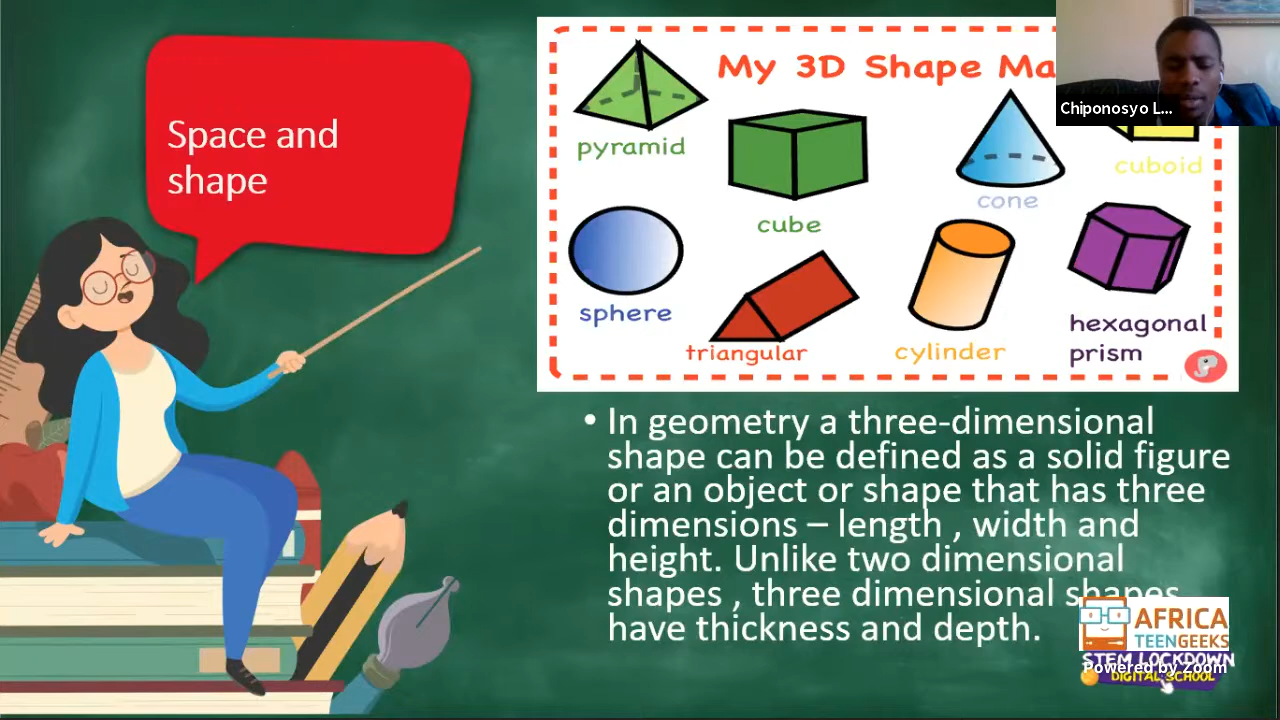 Space and
shape
My 3D Shape Ma
Chiponosyo L...
pyramid
cube
cone
cuboid
sphere
triangular
cylinder
hexagonal
prism
• In geometry a three-dimensional
shape can be defined as a solid figure
or an object or shape that has three
dimensions – length , width and
height. Unlike two dimensional
shapes , three dimensional shapes
have thickness and depth.
AFRICA
TEENGEEKS
STEM LOCKDOWN
Powered by Zoom
DIGITAL SCHOOL